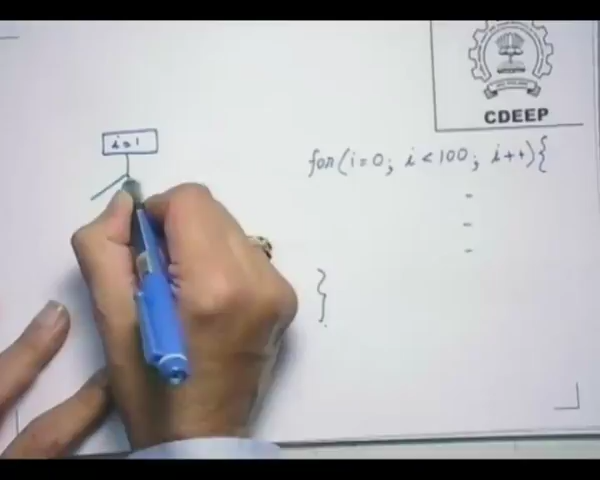 CDEEP
i=1
for(i=0; i<100; i++){
-
-
-
}